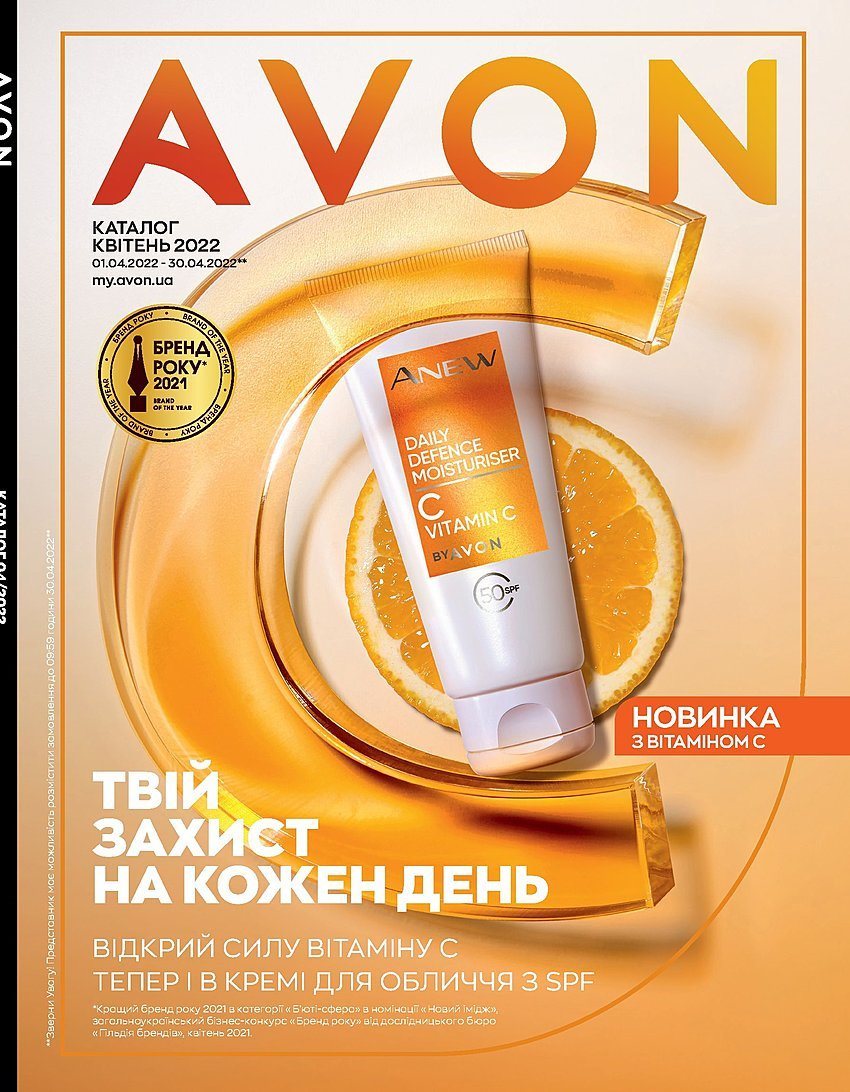 AVON
КАТАЛОГ
КВІТЕНЬ 2022
01.04.2022 - 30.04.2022**
my.avon.ua
БРЕНД РОКУ • BRAND OF THE YEAR • БРЕНД РОКУ • BRAND OF THE YEAR
БРЕНД
РОКУ*
2021
BRAND
OF THE YEAR
ANEW
DAILY
DEFENCE
MOISTURISER
C
VITAMIN C
BY AVON
50 SPF
НОВИНКА
З ВІТАМІНОМ С
ТВІЙ
ЗАХИСТ
НА КОЖЕН ДЕНЬ
ВІДКРИЙ СИЛУ ВІТАМІНУ С
ТЕПЕР І В КРЕМІ ДЛЯ ОБЛИЧЧЯ З SPF
*Кращий бренд року 2021 в категорії «Б'юті-сфера» в номінації «Новий імідж»,
загальноукраїнський бізнес-конкурс «Бренд року» від дослідницького бюро
«Гільдія брендів», квітень 2021.
**Зверни Увагу! Представник має можливість розмістити замовлення до 09:59 години 30.04.2022**
AVON
КАТАЛОГ 04/2022